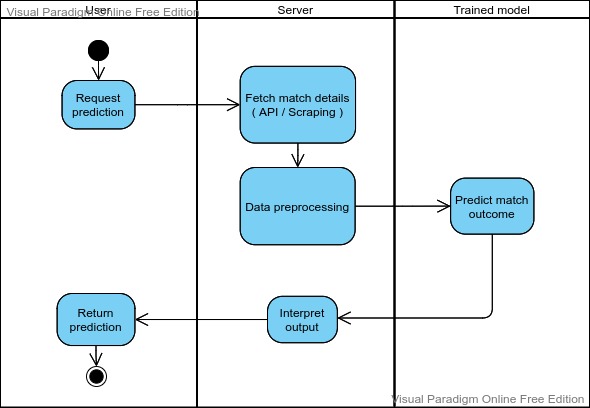 Visual Paradigm Online Free Edition
User
Server
Trained model
Request
prediction
Fetch match details
( API / Scraping )
Data preprocessing
Predict match
outcome
Interpret
output
Return
prediction
Visual Paradigm Online Free Edition